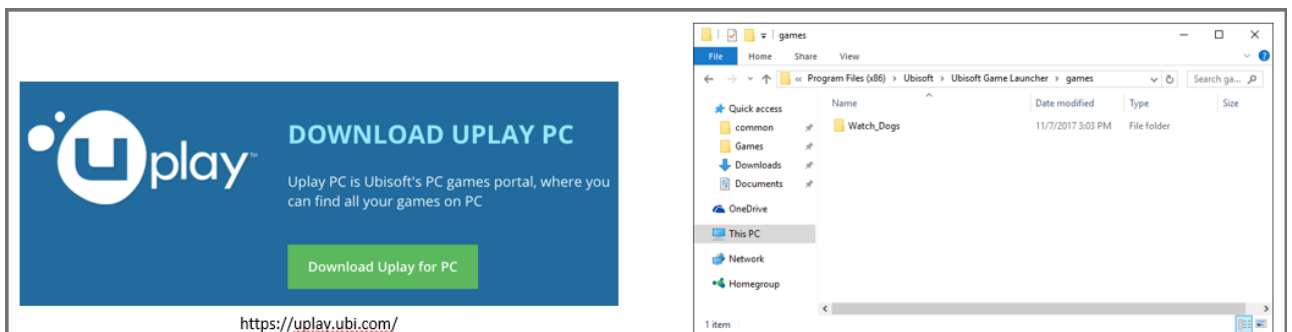 uplay™
DOWNLOAD UPLAY PC
Uplay PC is Ubisoft's PC games portal, where you
can find all your games on PC
Download Uplay for PC
https://uplay.ubi.com/
games
File Home Share View
« Program Files (x86) › Ubisoft › Ubisoft Game Launcher › games
Search ga...
Name Date modified Type Size
Quick access
common
Games
Downloads
Documents
OneDrive
This PC
Network
Homegroup
Watch_Dogs 11/7/2017 3:03 PM File folder
1 item